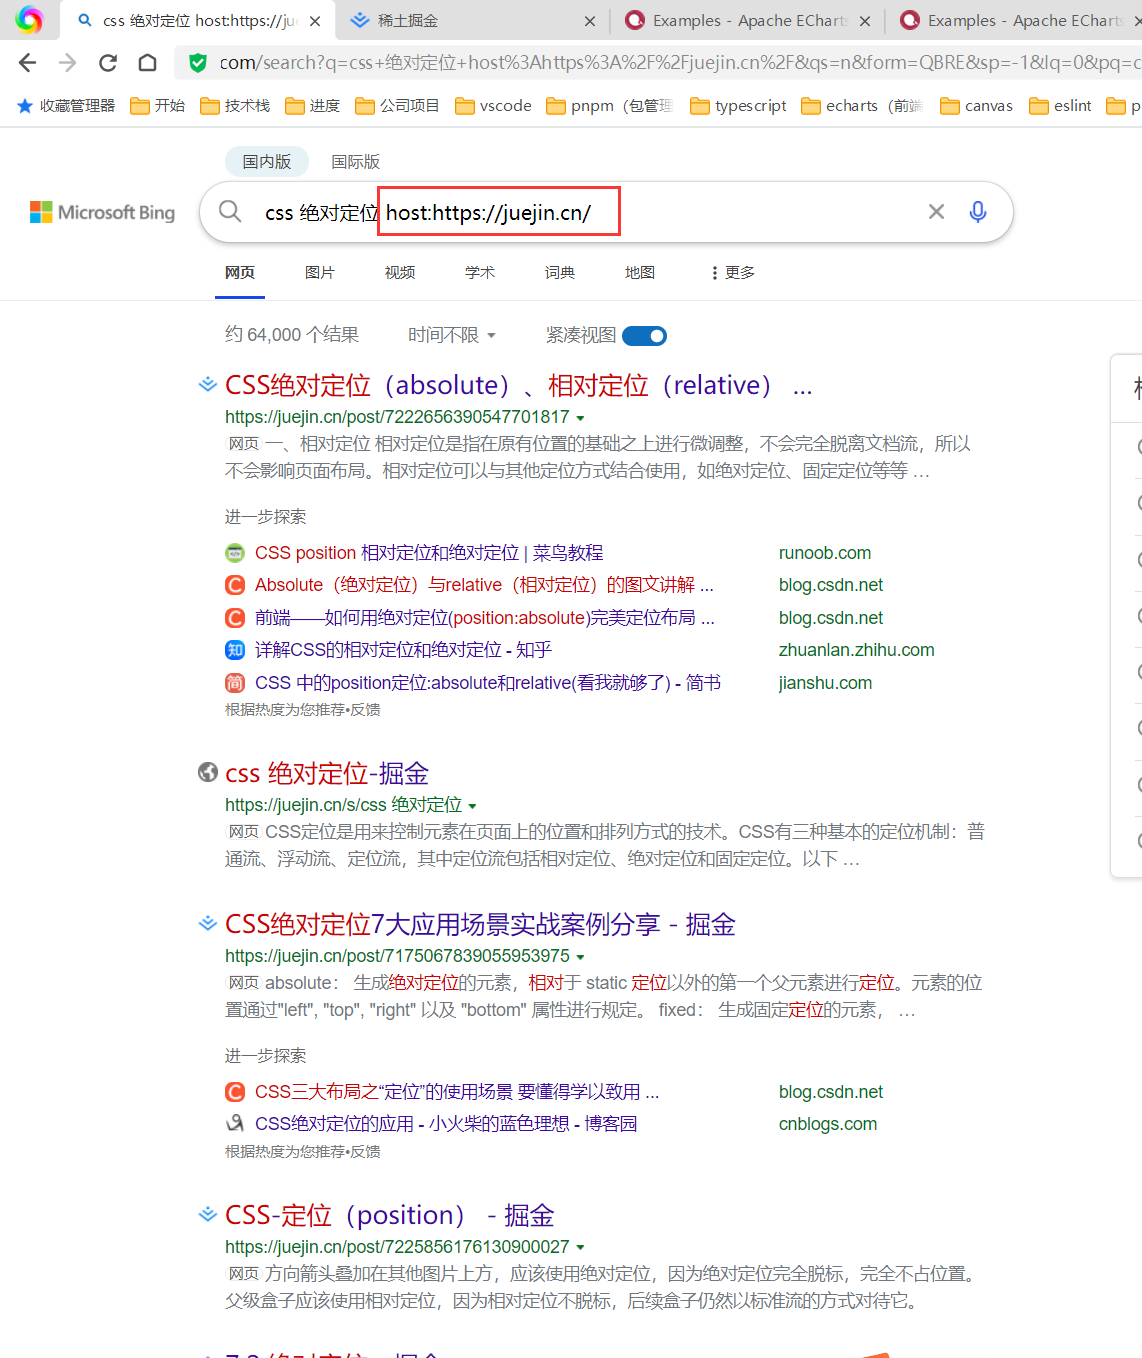 css 绝对定位 host:https://ju
稀土掘金
Examples - Apache EChart
Examples - Apache EChart
com/search?q=css+绝对定位+host%3Ahttps%3A%2F%2Fjuejin.cn%2F&qs=n&form=QBRE&sp=-1&lq=0&pq=c
收藏管理器 开始 技术栈 进度 公司项目 vscode pnpm（包管理 typescript echarts（前端 canvas eslint p
国内版 国际版
Microsoft Bing
css 绝对定位 host:https://juejin.cn/
网页 图片 视频 学术 词典 地图 更多
约 64,000 个结果 时间不限 紧凑视图
CSS绝对定位（absolute）、相对定位（relative） ...
https://juejin.cn/post/7222656390547701817
网页 一、相对定位 相对定位是指在原有位置的基础之上进行微调整，不会完全脱离文档流，所以
不会影响页面布局。相对定位可以与其他定位方式结合使用，如绝对定位、固定定位等等 …
进一步探索
CSS position 相对定位和绝对定位 | 菜鸟教程 runoob.com
Absolute（绝对定位）与relative（相对定位）的图文讲解 ... blog.csdn.net
前端——如何用绝对定位(position:absolute)完美定位布局 ... blog.csdn.net
知 详解CSS的相对定位和绝对定位 - 知乎 zhuanlan.zhihu.com
简 CSS 中的position定位:absolute和relative(看我就够了) - 简书 jianshu.com
根据热度为您推荐•反馈
css 绝对定位-掘金
https://juejin.cn/s/css 绝对定位
网页 CSS定位是用来控制元素在页面上的位置和排列方式的技术。CSS有三种基本的定位机制：普
通流、浮动流、定位流，其中定位流包括相对定位、绝对定位和固定定位。以下 …
CSS绝对定位7大应用场景实战案例分享 - 掘金
https://juejin.cn/post/7175067839055953975
网页 absolute： 生成绝对定位的元素，相对于 static 定位以外的第一个父元素进行定位。元素的位
置通过"left", "top", "right" 以及 "bottom" 属性进行规定。 fixed： 生成固定定位的元素， …
进一步探索
CSS三大布局之“定位”的使用场景 要懂得学以致用 ... blog.csdn.net
CSS绝对定位的应用 - 小火柴的蓝色理想 - 博客园 cnblogs.com
根据热度为您推荐•反馈
CSS-定位（position） - 掘金
https://juejin.cn/post/7225856176130900027
网页 方向箭头叠加在其他图片上方，应该使用绝对定位，因为绝对定位完全脱标，完全不占位置。
父级盒子应该使用相对定位，因为相对定位不脱标，后续盒子仍然以标准流的方式对待它。